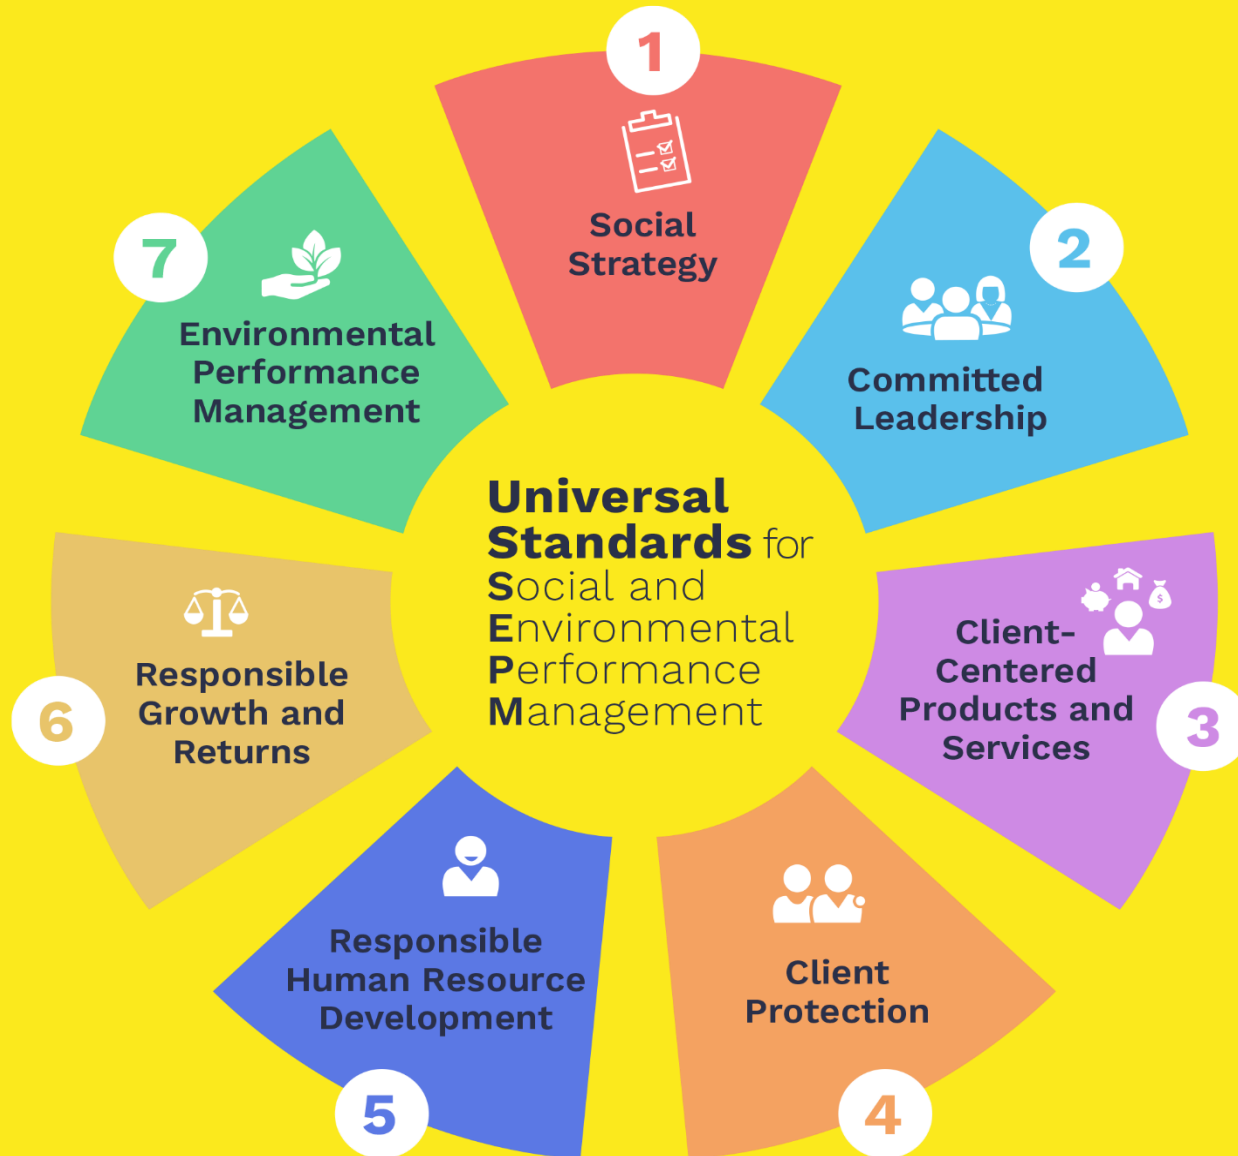 1
Social
Strategy
2
Committed
Leadership
3
Client-
Centered
Products and
Services
4
Client
Protection
5
Responsible
Human Resource
Development
6
Responsible
Growth and
Returns
7
Environmental
Performance
Management
Universal
Standards for
Social and
Environmental
Performance
Management
$